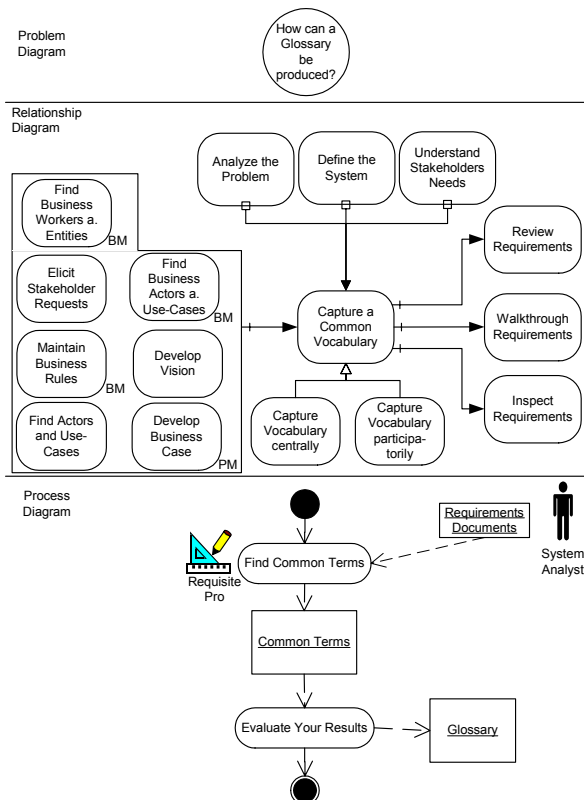 Problem
Diagram
How can a
Glossary
be
produced?
Relationship
Diagram
Analyze the
Problem
Define the
System
Understand
Stakeholders
Needs
Find
Business
Workers a.
Entities
BM
Elicit
Stakeholder
Requests
Find
Business
Actors a.
Use-Cases
BM
Maintain
Business
Rules
BM
Develop
Vision
Find Actors
and Use-
Cases
Develop
Business
Case
PM
Capture a
Common
Vocabulary
Capture
Vocabulary
centrally
Capture
Vocabulary
participa-
torily
Review
Requirements
Walkthrough
Requirements
Inspect
Requirements
Process
Diagram
Requirements
Documents
System
Analyst
Requisite
Pro
Find Common Terms
Common Terms
Evaluate Your Results
Glossary